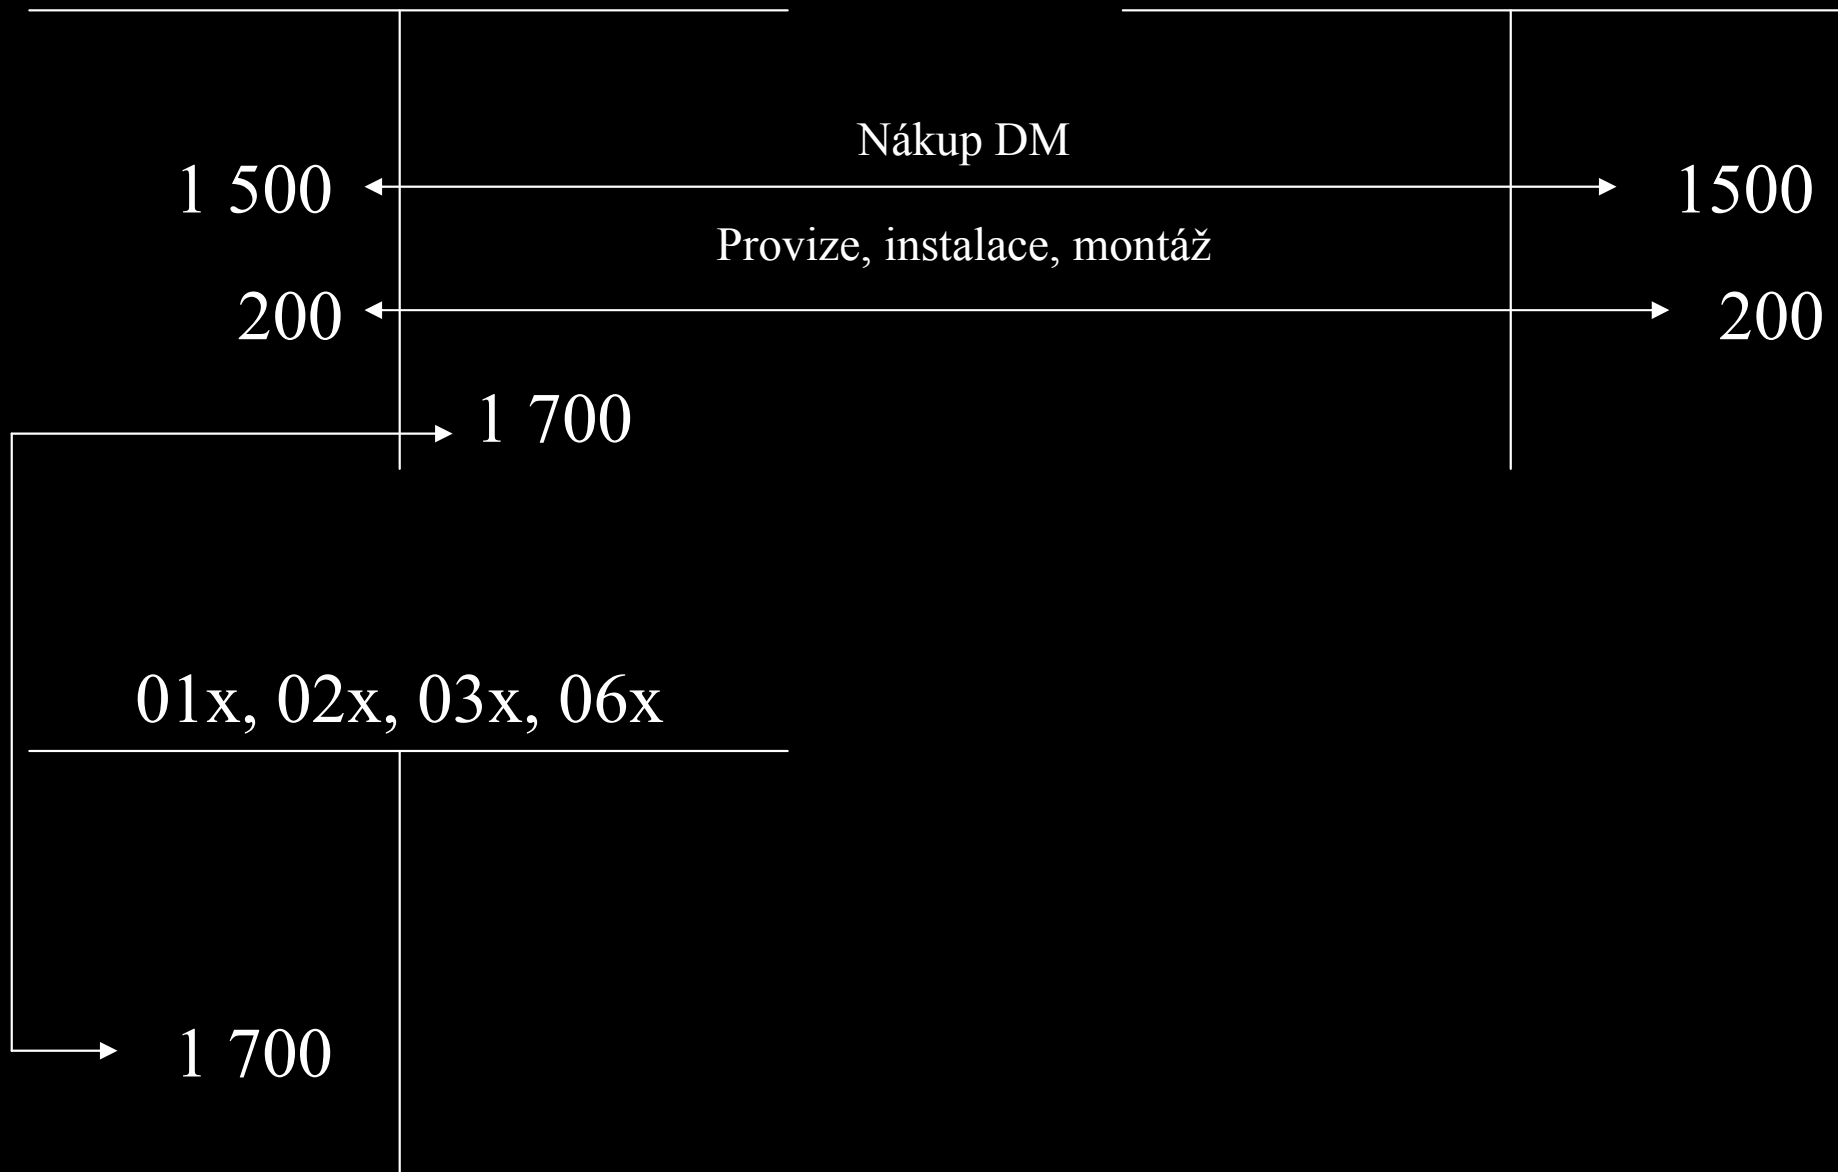 Nákup DM
1 500
1500
Provize, instalace, montáž
200
200
1 700
01x, 02x, 03x, 06x
1 700